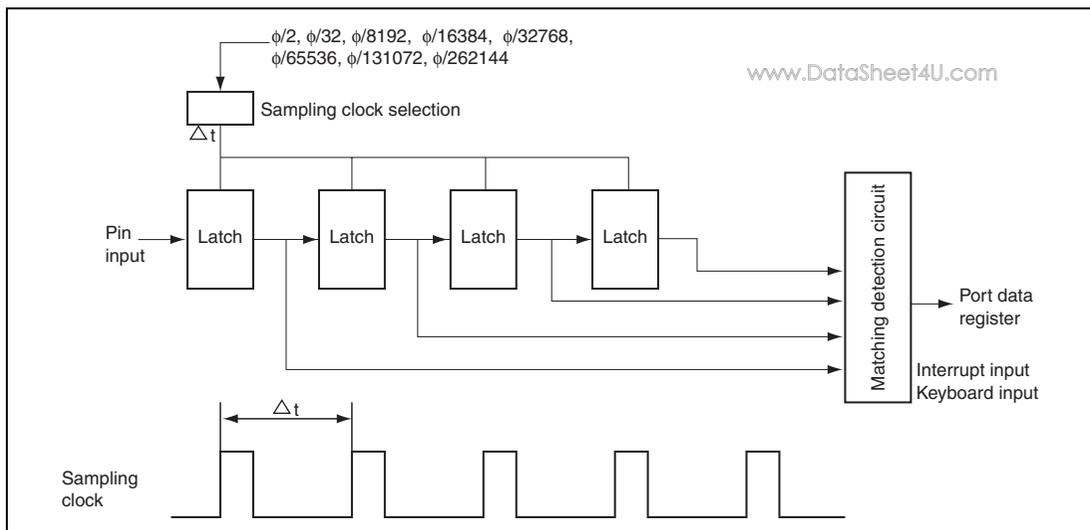 ϕ/2, ϕ/32, ϕ/8192, ϕ/16384, ϕ/32768,
ϕ/65536, ϕ/131072, ϕ/262144
www.DataSheet4U.com
Sampling clock selection
△t
Pin
input
Latch
Latch
Latch
Latch
Matching detection circuit
Port data
register
Interrupt input
Keyboard input
△t
Sampling
clock